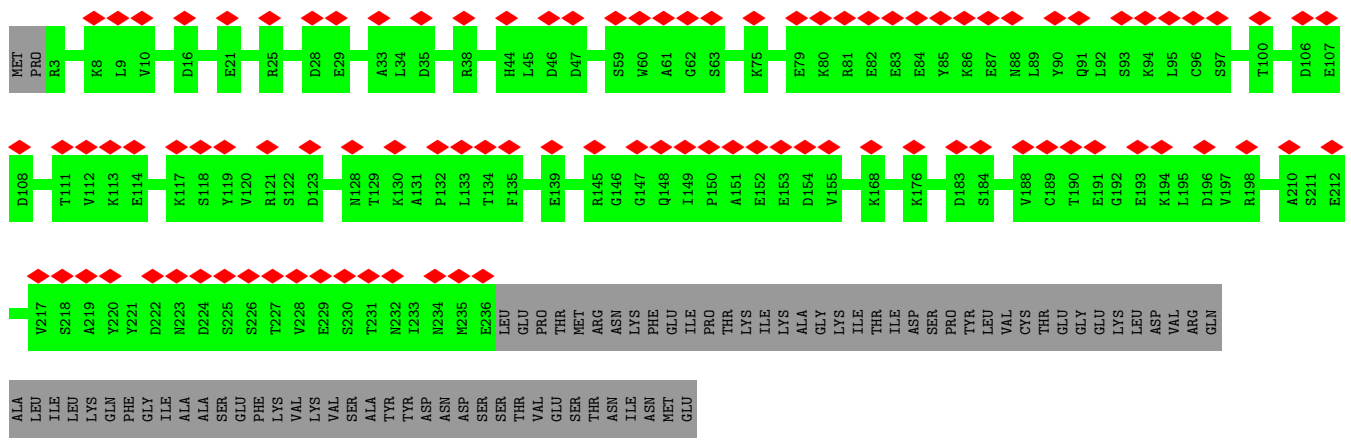 MET PRO R3 K8 L9 V10 D16 E21 R25 D28 E29 A33 L34 D35 R38 H44 L45 D46 D47 S59 W60 A61 G62 S63 K75 E79 K80 R81 E82 E83 E84 Y85 K86 E87 N88 L89 Y90 Q91 L92 S93 K94 L95 C96 S97 T100 D106 E107
D108 T111 V112 K113 E114 K117 S118 Y119 V120 R121 S122 D123 N128 T129 K130 A131 P132 L133 T134 F135 E139 R145 G146 G147 Q148 I149 P150 A151 E152 E153 D154 V155 K168 K176 D183 S184 V188 C189 T190 E191 G192 E193 K194 L195 D196 V197 R198 A210 S211 E212
V217 S218 A219 Y220 Y221 D222 N223 D224 S225 S226 T227 V228 E229 S230 T231 N232 I233 N234 M235 E236 LEU GLU PRO THR MET ARG ASN LYS PHE GLU ILE PRO THR LYS ILE LYS ALA GLY LYS ILE THR ILE ASP SER PRO TYR LEU VAL CYS THR GLU GLY GLU LYS LEU ASP VAL ARG GLN
ALA LEU ILE LEU LYS GLN PHE GLY ILE ALA ALA SER GLU PHE LYS VAL LYS VAL SER ALA TYR TYR ASP ASN ASP SER SER THR VAL GLU SER THR ASN ILE ASN MET GLU